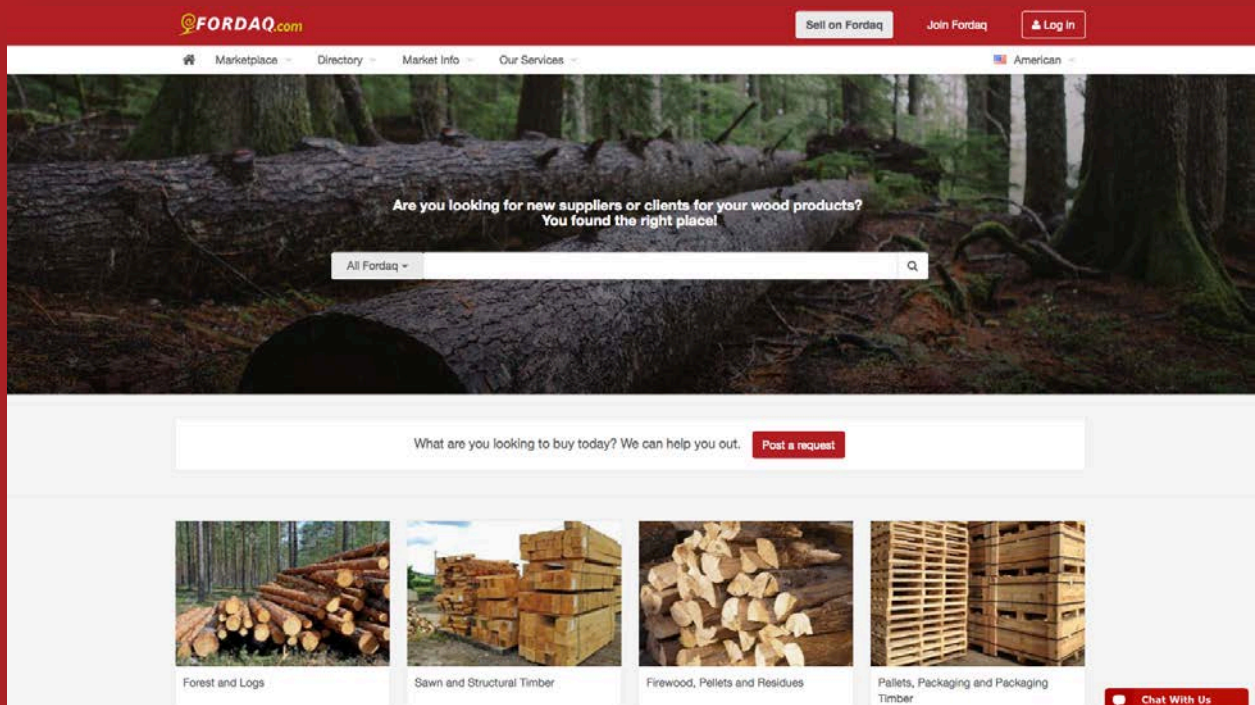 @FORDAQ.com
Sell on Fordaq
Join Fordaq
Log in
Marketplace
Directory
Market Info
Our Services
American
Are you looking for new suppliers or clients for your wood products?
You found the right place!
All Fordaq
What are you looking to buy today? We can help you out.
Post a request
Forest and Logs
Sawn and Structural Timber
Firewood, Pellets and Residues
Pallets, Packaging and Packaging
Timber
Chat With Us